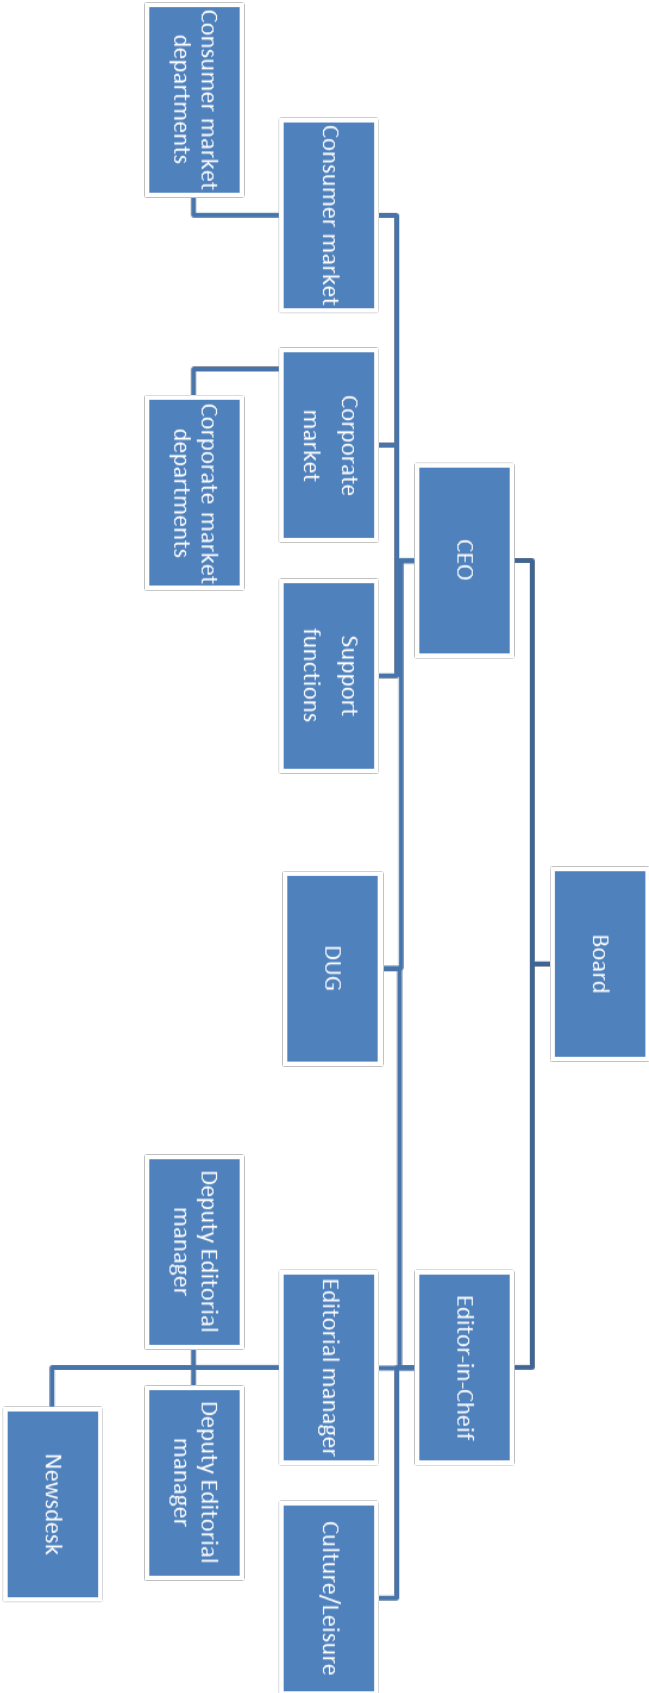 Board
CEO
Editor-in-Cheif
Consumer market
Corporate
market
Support
functions
DUG
Editorial manager
Culture/Leisure
Consumer market
departments
Corporate market
departments
Deputy Editorial
manager
Deputy Editorial
manager
Newsdesk